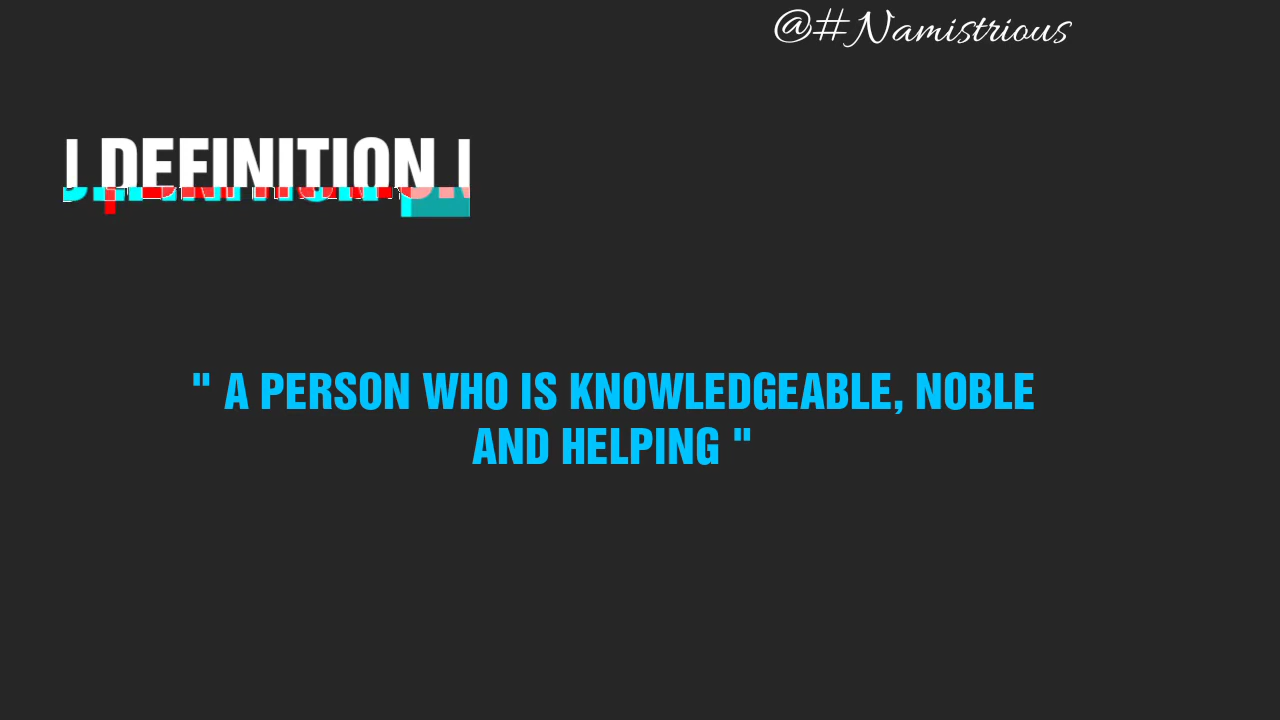 @#Namistrious
| DEFINITION |
" A PERSON WHO IS KNOWLEDGEABLE, NOBLE
AND HELPING "